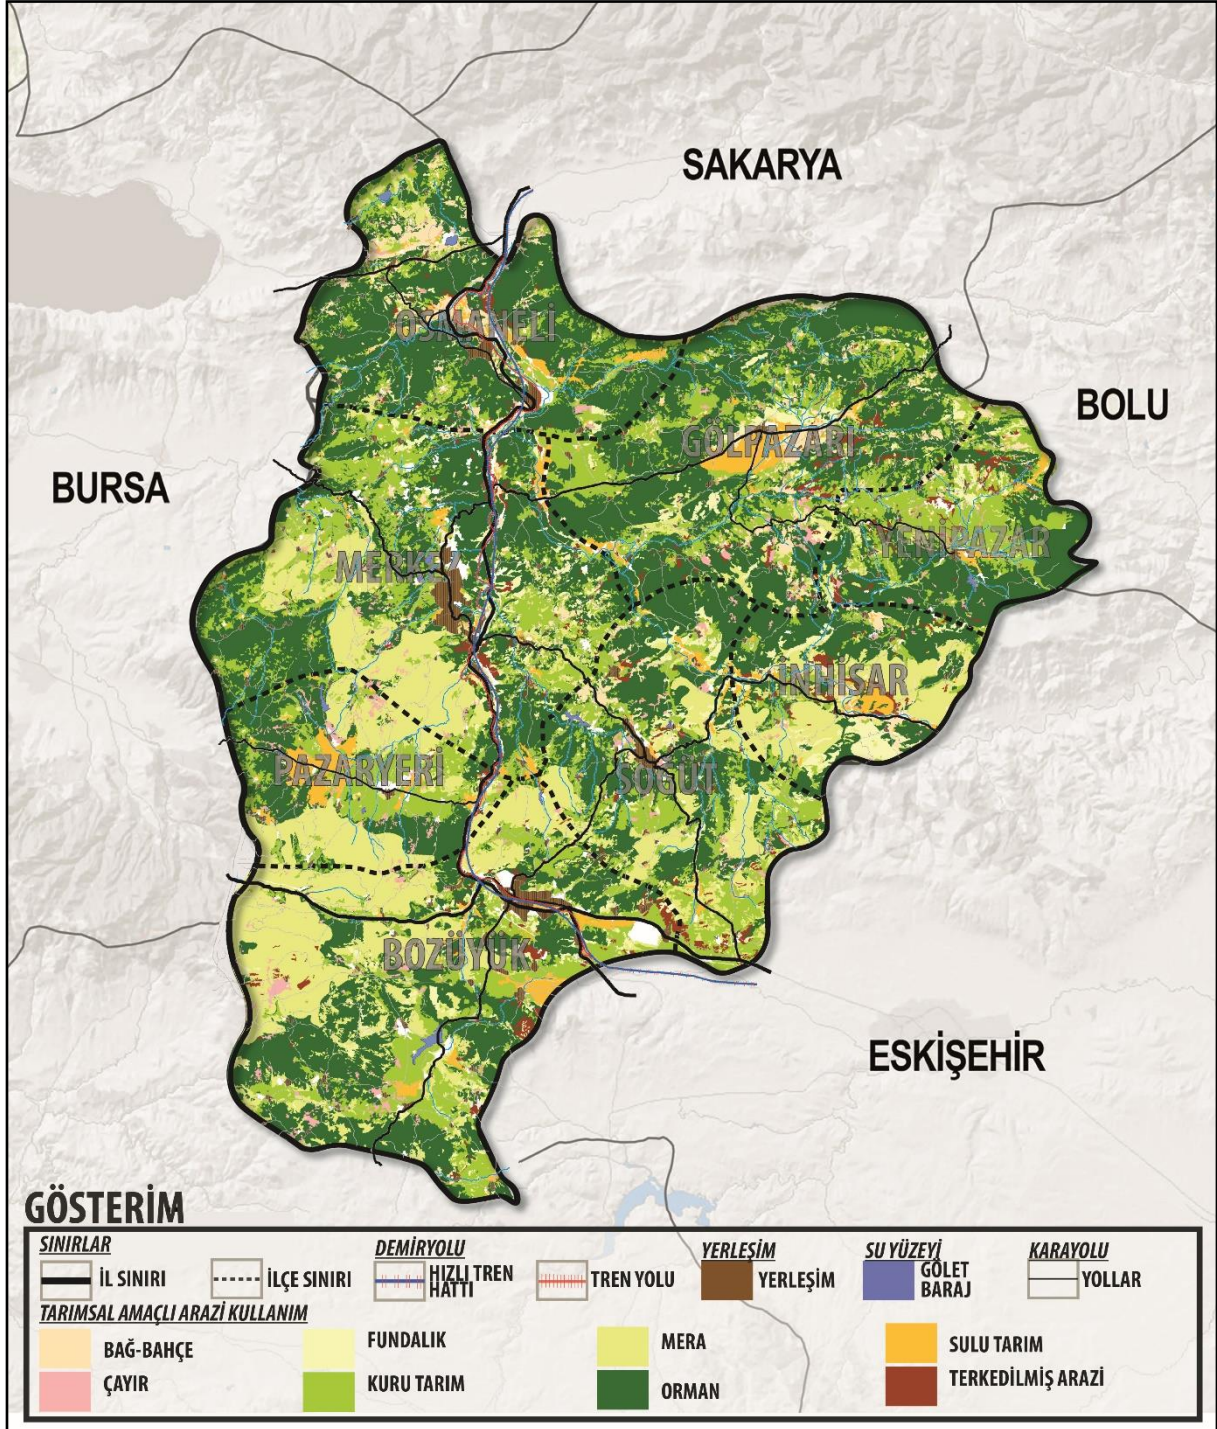 SAKARYA
OSMANELİ
BOLU
GÖLPAZARI
BURSA
YENİPAZAR
MERKEZ
İNHİSAR
PAZARYERİ
SÖĞÜT
BOZÜYÜK
ESKİŞEHİR
GÖSTERİM
SINIRLAR
İL SINIRI
İLÇE SINIRI
DEMİRYOLU
HIZLI TREN
HATTI
TREN YOLU
YERLEŞİM
YERLEŞİM
SU YÜZEYİ
GÖLET
BARAJ
KARAYOLU
YOLLAR
TARIMSAL AMAÇLI ARAZİ KULLANIM
BAĞ-BAHÇE
FUNDALIK
MERA
SULU TARIM
ÇAYIR
KURU TARIM
ORMAN
TERKEDİLMİŞ ARAZİ